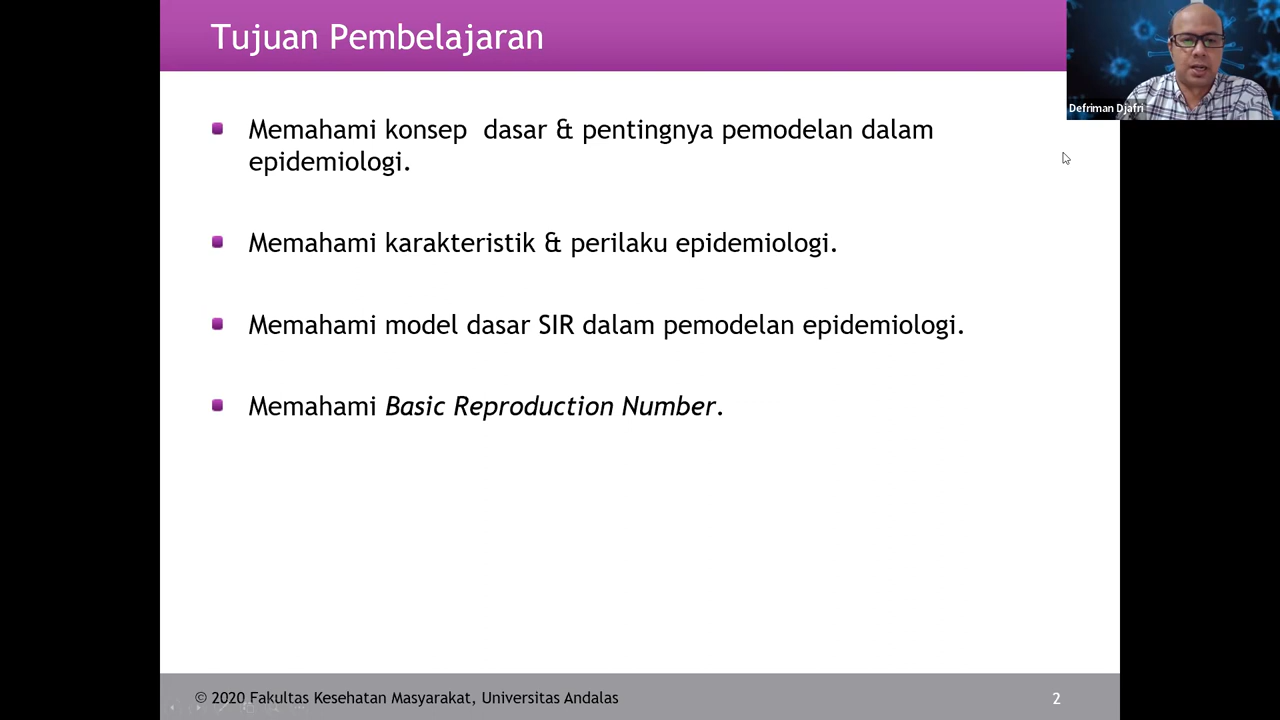 Tujuan Pembelajaran
Defriman Djafri
Memahami konsep dasar & pentingnya pemodelan dalam
epidemiologi.
Memahami karakteristik & perilaku epidemiologi.
Memahami model dasar SIR dalam pemodelan epidemiologi.
Memahami Basic Reproduction Number.
© 2020 Fakultas Kesehatan Masyarakat, Universitas Andalas
2